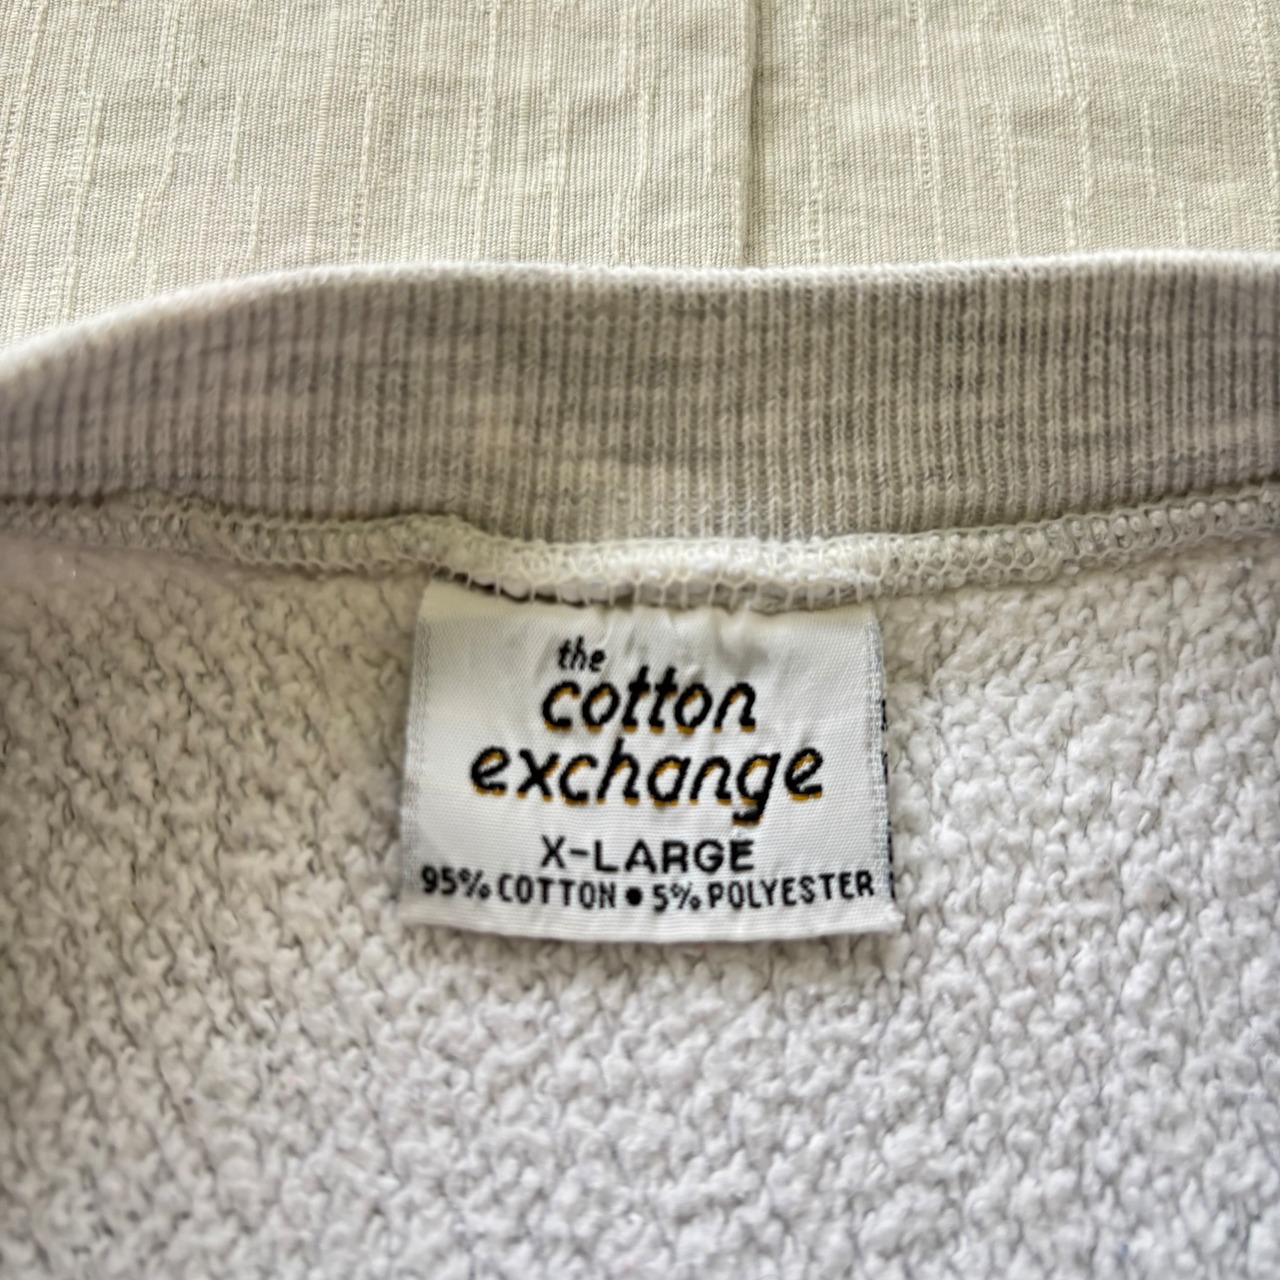 the
cotton
exchange
X-LARGE
95% COTTON • 5% POLYESTER